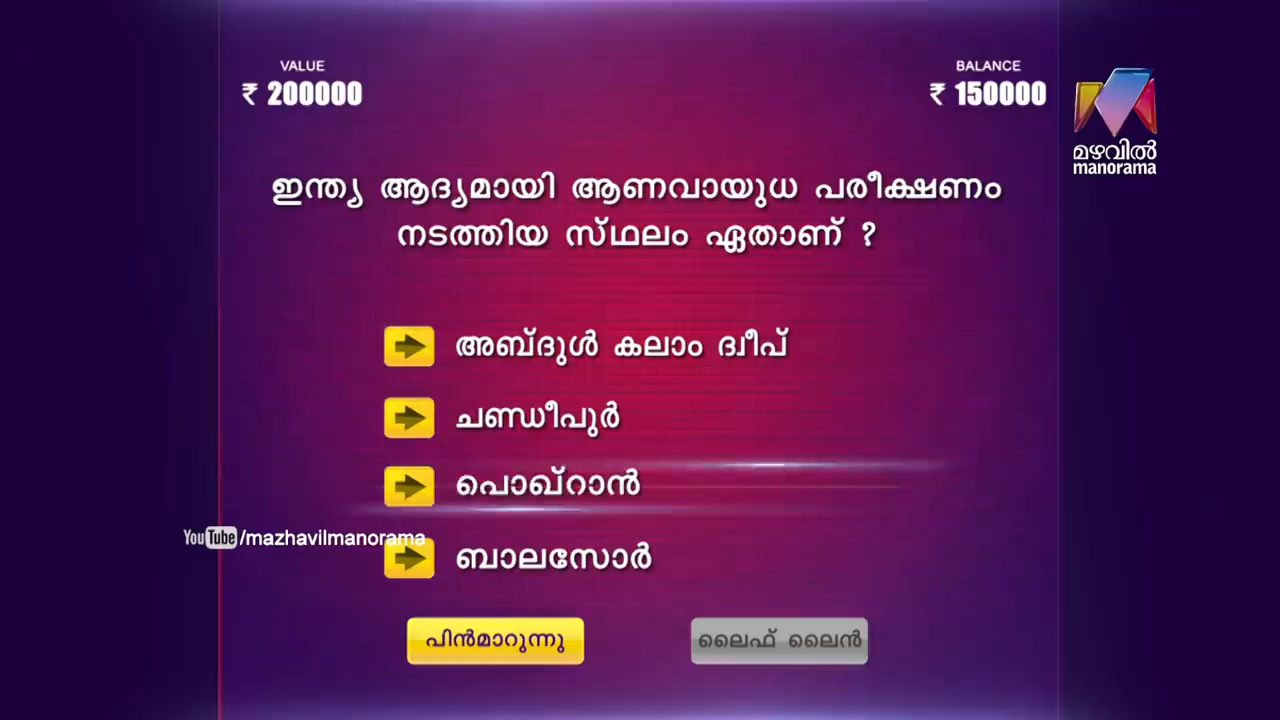 VALUE
₹ 200000
BALANCE
₹ 150000
മഴവിൽ
manorama
ഇന്ത്യ ആദ്യമായി ആണവായുധ പരീക്ഷണം
നടത്തിയ സ്ഥലം ഏതാണ് ?
അബ്ദുൾ കലാം ദ്വീപ്
ചണ്ഡീപുർ
പൊഖ്റാൻ
YouTube/mazhavilmanorama
ബാലസോർ
പിൻമാറുന്നു
ലൈഫ് ലൈൻ